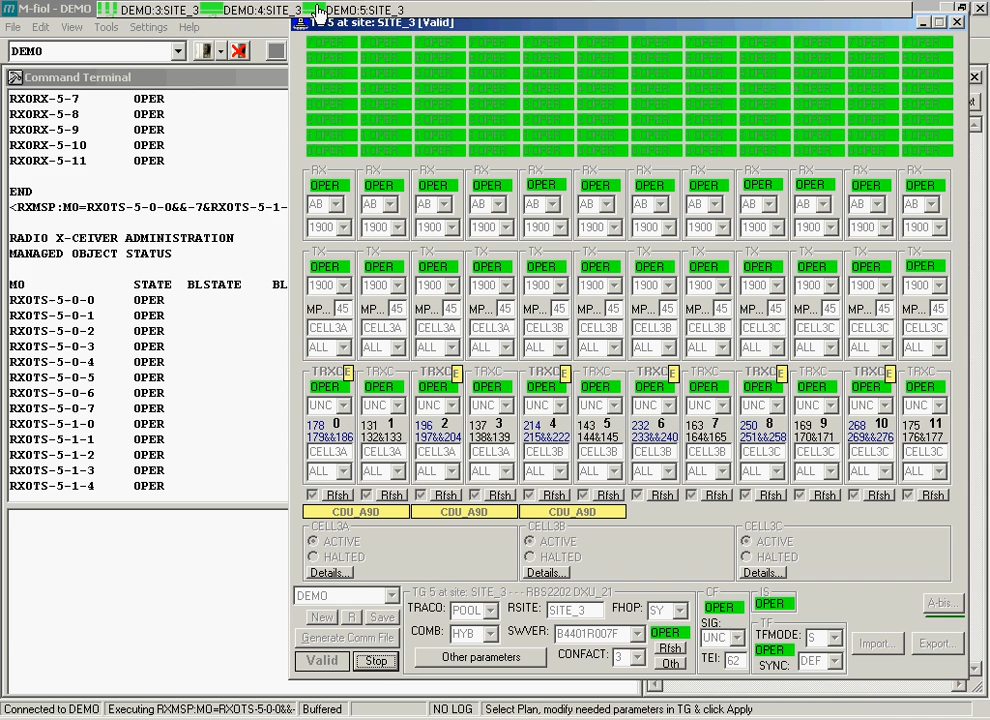 M-fiol - DEMO DEMO:3:SITE_3 DEMO:4:SITE_3 DEMO:5:SITE_3
5 at site: SITE_3 [Valid]
File Edit View Tools Settings Help
DEMO
Command Terminal
RXORX-5-7 OPER
RXORX-5-8 OPER
RXORX-5-9 OPER
RXORX-5-10 OPER
RXORX-5-11 OPER
END
<RXMSP:MO=RXOTS-5-0-0&&-7&RXOTS-5-1-
RADIO X-CEIVER ADMINISTRATION
MANAGED OBJECT STATUS
MO STATE BLSTATE BL
RXOTS-5-0-0 OPER
RXOTS-5-0-1 OPER
RXOTS-5-0-2 OPER
RXOTS-5-0-3 OPER
RXOTS-5-0-4 OPER
RXOTS-5-0-5 OPER
RXOTS-5-0-6 OPER
RXOTS-5-0-7 OPER
RXOTS-5-1-0 OPER
RXOTS-5-1-1 OPER
RXOTS-5-1-2 OPER
RXOTS-5-1-3 OPER
RXOTS-5-1-4 OPER
RX RX RX RX RX RX RX RX RX RX RX RX
OPER OPER OPER OPER OPER OPER OPER OPER OPER OPER OPER OPER
AB AB AB AB AB AB AB AB AB AB AB AB
1900 1900 1900 1900 1900 1900 1900 1900 1900 1900 1900 1900
TX TX TX TX TX TX TX TX TX TX TX TX
OPER OPER OPER OPER OPER OPER OPER OPER OPER OPER OPER OPER
1900 1900 1900 1900 1900 1900 1900 1900 1900 1900 1900 1900
MP... 45 MP... 45 MP... 45 MP... 45 MP... 45 MP... 45 MP... 45 MP... 45 MP... 45 MP... 45 MP... 45 MP... 45
CELL3A CELL3A CELL3A CELL3A CELL3B CELL3B CELL3B CELL3B CELL3C CELL3C CELL3C CELL3C
ALL ALL ALL ALL ALL ALL ALL ALL ALL ALL ALL ALL
TRXC E TRXC TRXC E TRXC TRXC E TRXC TRXC E TRXC TRXC E TRXC TRXC E TRXC
OPER OPER OPER OPER OPER OPER OPER OPER OPER OPER OPER OPER
UNC UNC UNC UNC UNC UNC UNC UNC UNC UNC UNC UNC
178 0 131 1 196 2 137 3 214 4 143 5 232 6 163 7 250 8 169 9 268 10 175 11
179&&186 132&133 197&&204 138&139 215&&222 144&145 233&&240 164&165 251&&258 170&171 269&&276 176&177
CELL3A CELL3A CELL3A CELL3A CELL3B CELL3B CELL3B CELL3B CELL3C CELL3C CELL3C CELL3C
ALL ALL ALL ALL ALL ALL ALL ALL ALL ALL ALL ALL
Rfsh Rfsh Rfsh Rfsh Rfsh Rfsh Rfsh Rfsh Rfsh Rfsh Rfsh Rfsh
CDU_A9D CDU_A9D CDU_A9D
CELL3A CELL3B CELL3C
ACTIVE ACTIVE ACTIVE
HALTED HALTED HALTED
Details... Details... Details...
DEMO
New R Save
Generate Comm File
Valid Stop
TG 5 at site: SITE_3 --- RBS2202 DXU_21
TRACO: POOL RSITE: SITE_3 FHOP: SY
COMB: HYB SWVER: B4401R007F OPER
Rfsh
Other parameters CONFACT: 3 Oth
CF
OPER
SIG:
UNC
TEI: 62
IS
OPER
TF
TFMODE: S
OPER
SYNC: DEF
A-bis...
Import... Export...
Connected to DEMO Executing RXMSP:MO=RXOTS-5-0-0&&- Buffered NO LOG Select Plan, modify needed parameters in TG & click Apply